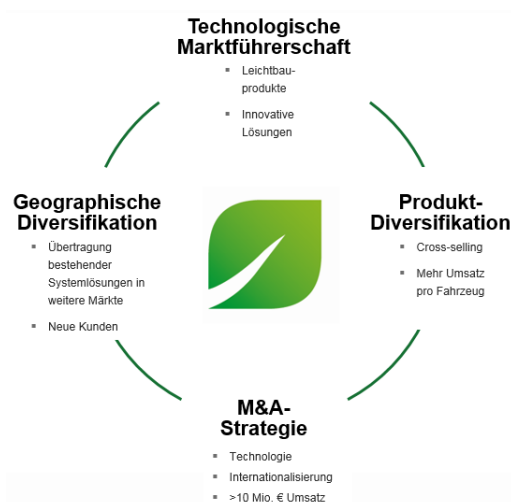 Technologische
Marktführerschaft
▪ Leichtbau-
produkte
▪ Innovative
Lösungen
Geographische
Diversifikation
▪ Übertragung
bestehender
Systemlösungen in
weitere Märkte
▪ Neue Kunden
Produkt-
Diversifikation
▪ Cross-selling
▪ Mehr Umsatz
pro Fahrzeug
M&A-
Strategie
▪ Technologie
▪ Internationalisierung
▪ >10 Mio. € Umsatz